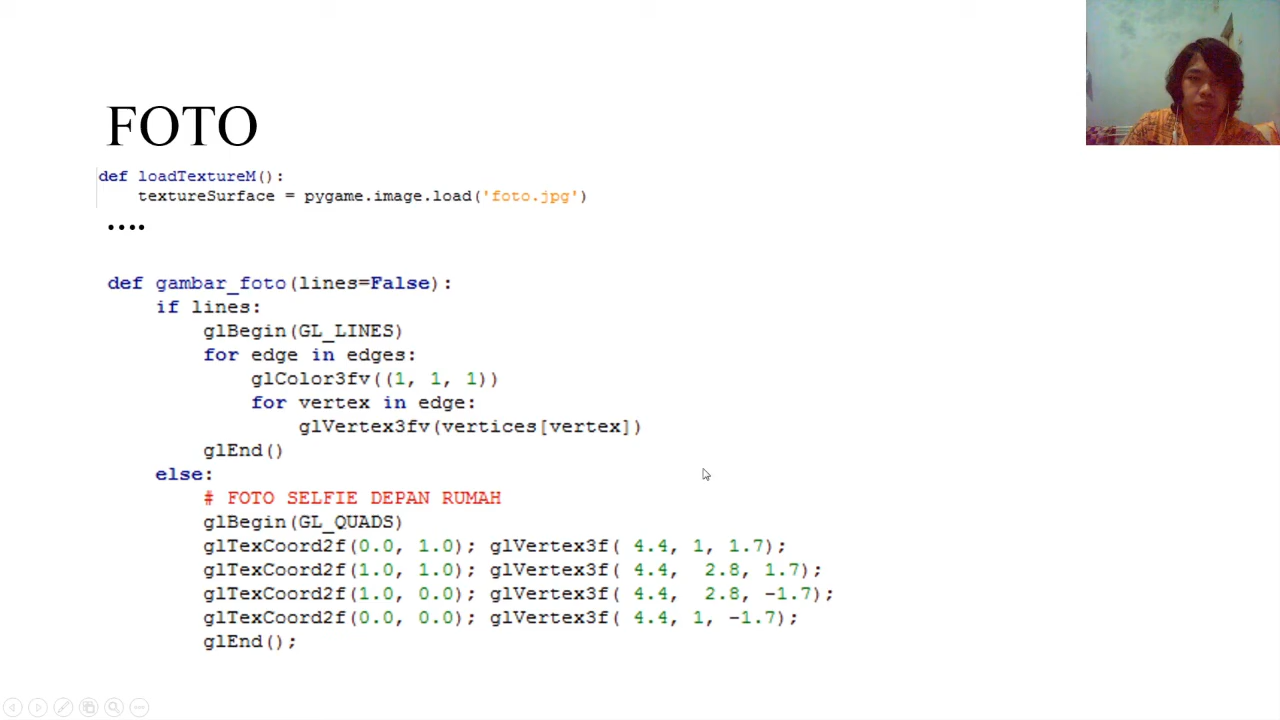 FOTO
def loadTextureM():
    textureSurface = pygame.image.load('foto.jpg')
....
def gambar_foto(lines=False):
    if lines:
        glBegin(GL_LINES)
        for edge in edges:
            glColor3fv((1, 1, 1))
            for vertex in edge:
                glVertex3fv(vertices[vertex])
        glEnd()
    else:
        # FOTO SELFIE DEPAN RUMAH
        glBegin(GL_QUADS)
        glTexCoord2f(0.0, 1.0); glVertex3f( 4.4, 1, 1.7);
        glTexCoord2f(1.0, 1.0); glVertex3f( 4.4,  2.8, 1.7);
        glTexCoord2f(1.0, 0.0); glVertex3f( 4.4,  2.8, -1.7);
        glTexCoord2f(0.0, 0.0); glVertex3f( 4.4, 1, -1.7);
        glEnd();